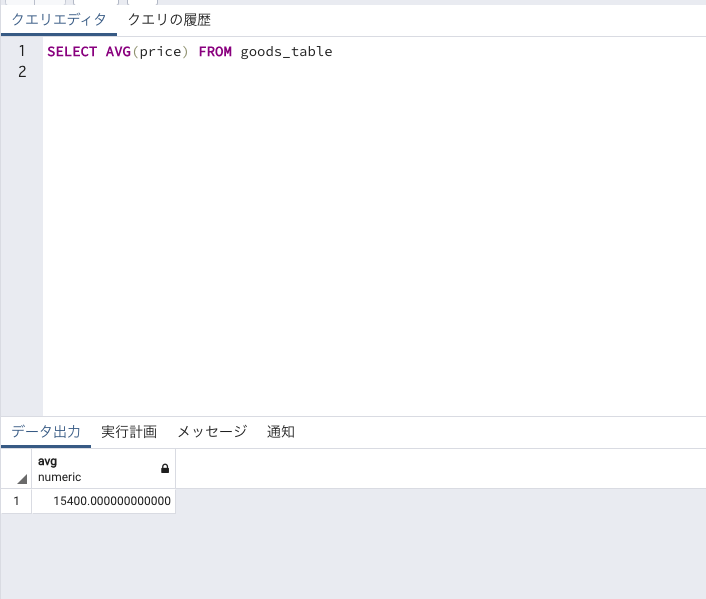 クエリエディタ クエリの履歴
1 SELECT AVG(price) FROM goods_table
2
データ出力 実行計画 メッセージ 通知
avg
numeric
1 15400.000000000000